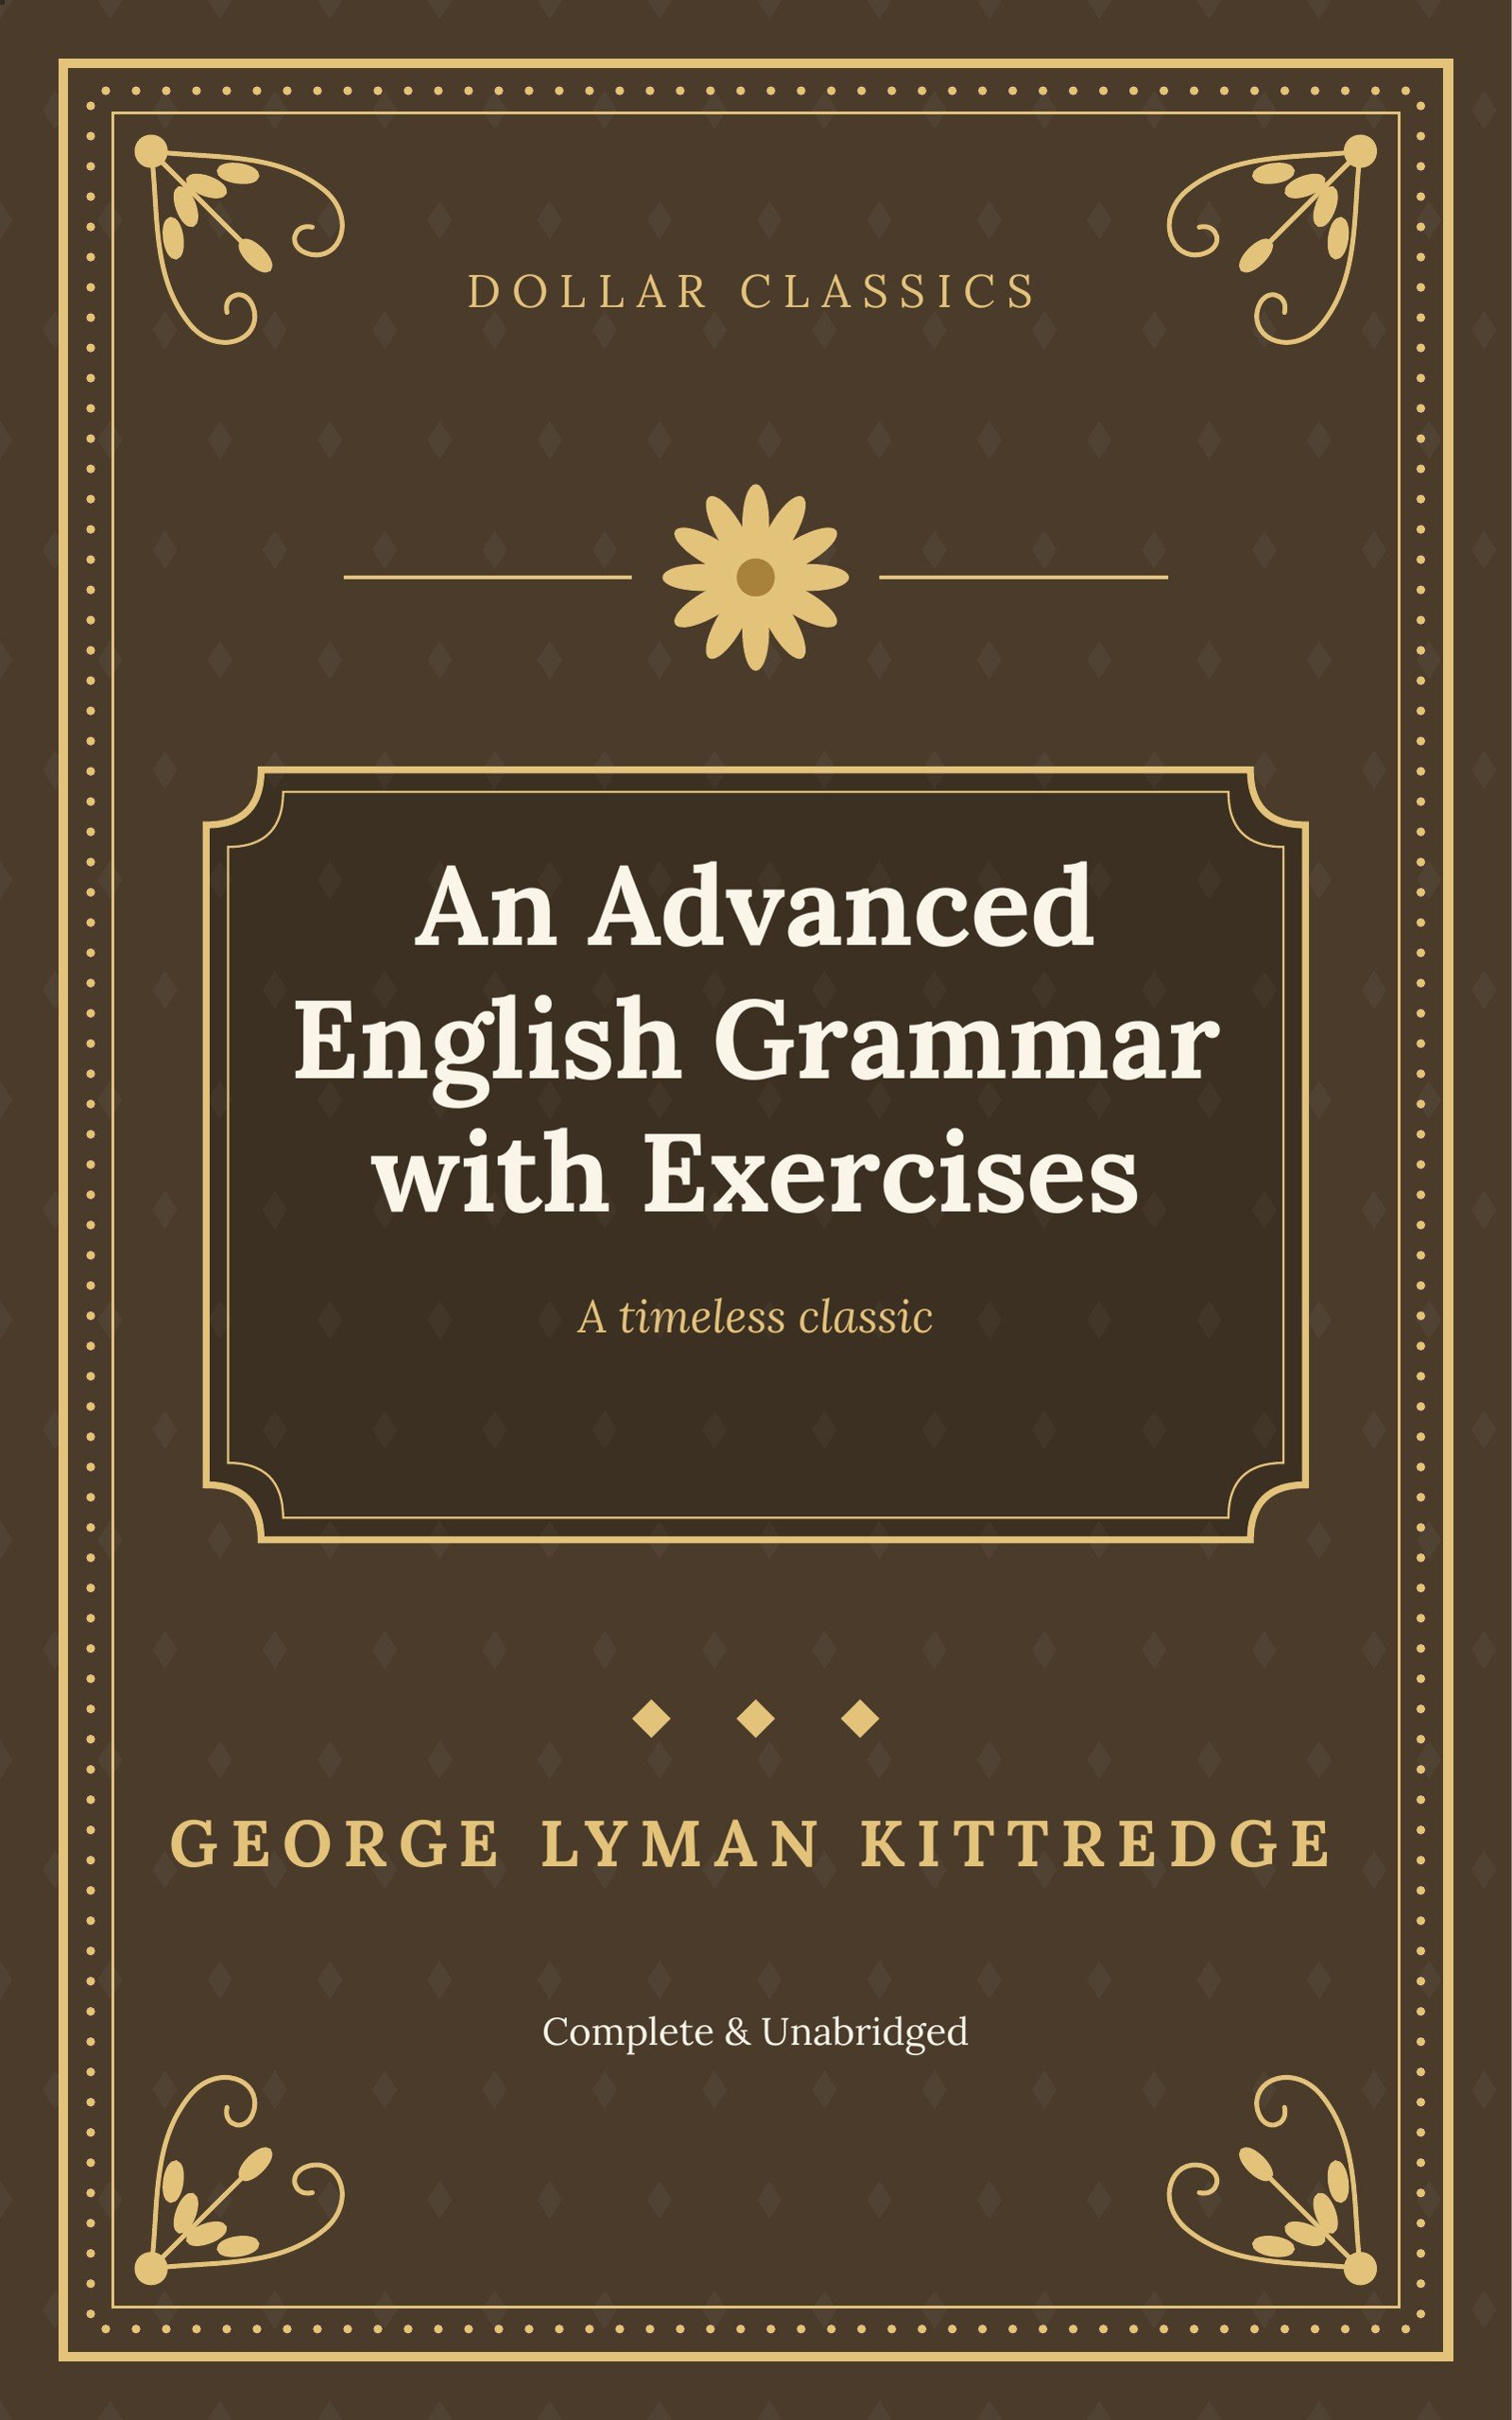 DOLLAR CLASSICS
An Advanced
English Grammar
with Exercises
A timeless classic
GEORGE LYMAN KITTREDGE
Complete & Unabridged